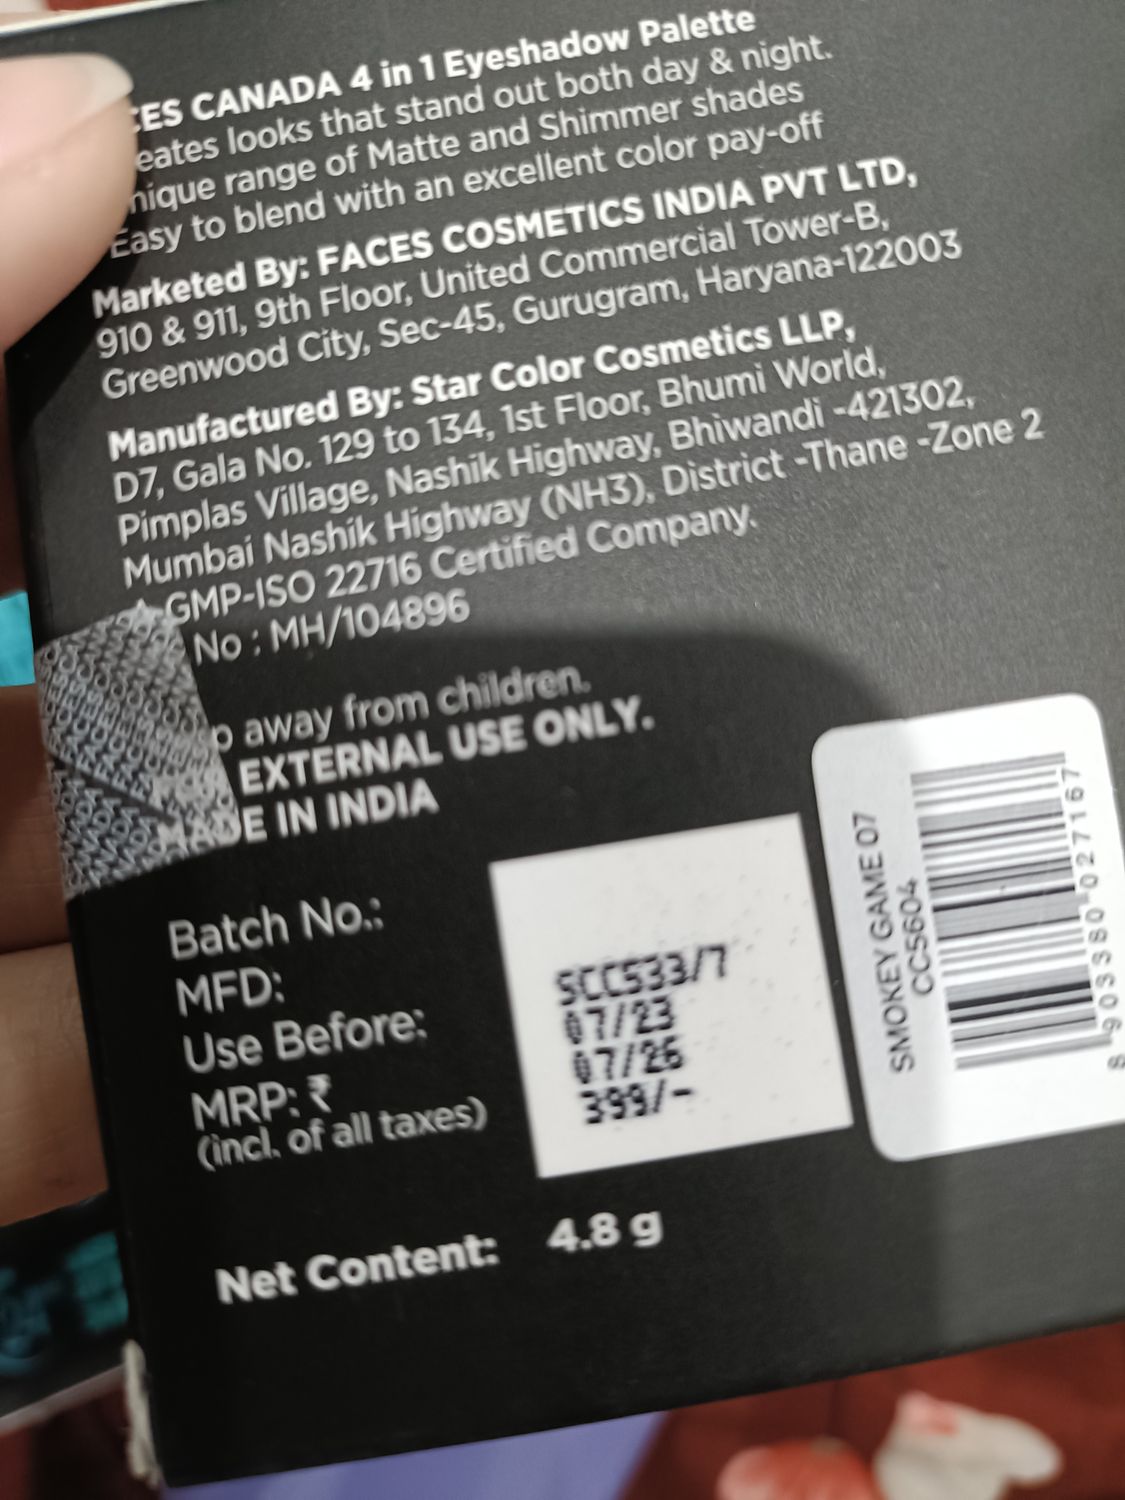 CES CANADA 4 in 1 Eyeshadow Palette
eates looks that stand out both day & night.
nique range of Matte and Shimmer shades
Easy to blend with an excellent color pay-off
Marketed By: FACES COSMETICS INDIA PVT LTD,
910 & 911, 9th Floor, United Commercial Tower-B,
Greenwood City, Sec-45, Gurugram, Haryana-122003
Manufactured By: Star Color Cosmetics LLP,
D7, Gala No. 129 to 134, 1st Floor, Bhumi World,
Pimplas Village, Nashik Highway, Bhiwandi -421302,
Mumbai Nashik Highway (NH3), District -Thane -Zone 2
A GMP-ISO 22716 Certified Company.
No : MH/104896
p away from children.
FOR EXTERNAL USE ONLY.
MADE IN INDIA
Batch No.: SCC533/7
MFD: 07/23
Use Before: 07/26
MRP: ₹ 399/-
(incl. of all taxes)
Net Content: 4.8 g
SMOKEY GAME 07
CC5604
8 903380 027167